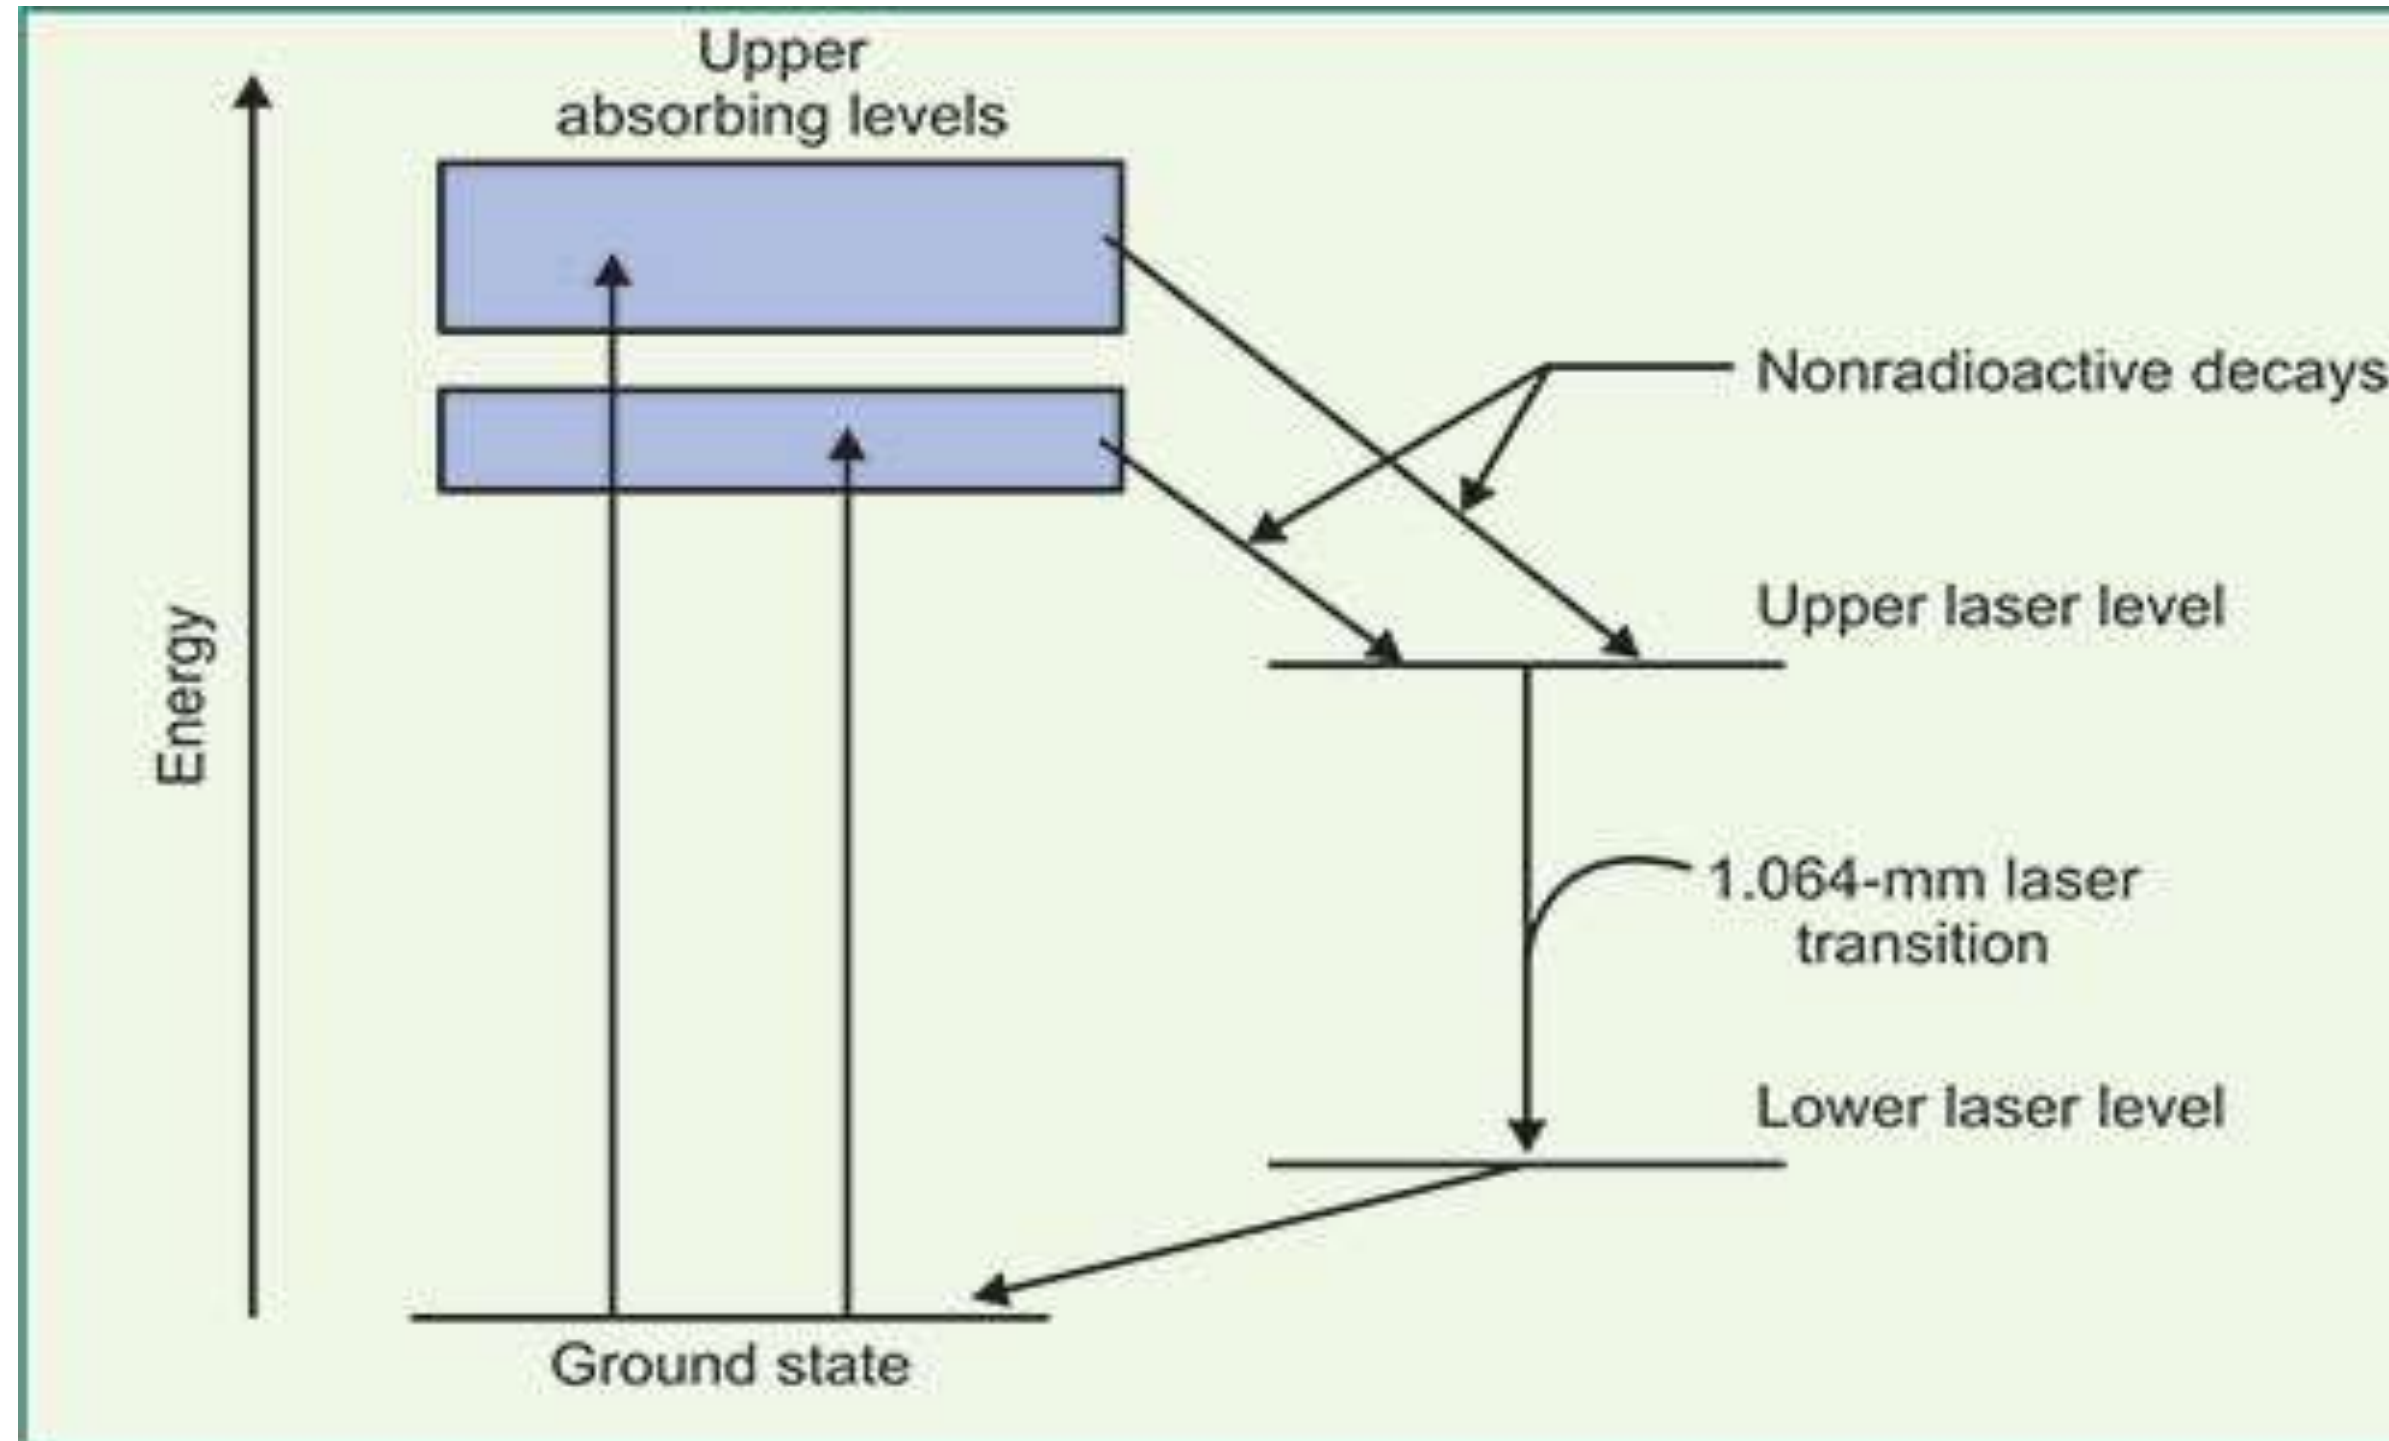 Upper
absorbing levels
Nonradioactive decays
Upper laser level
Energy
1.064-mm laser
transition
Lower laser level
Ground state